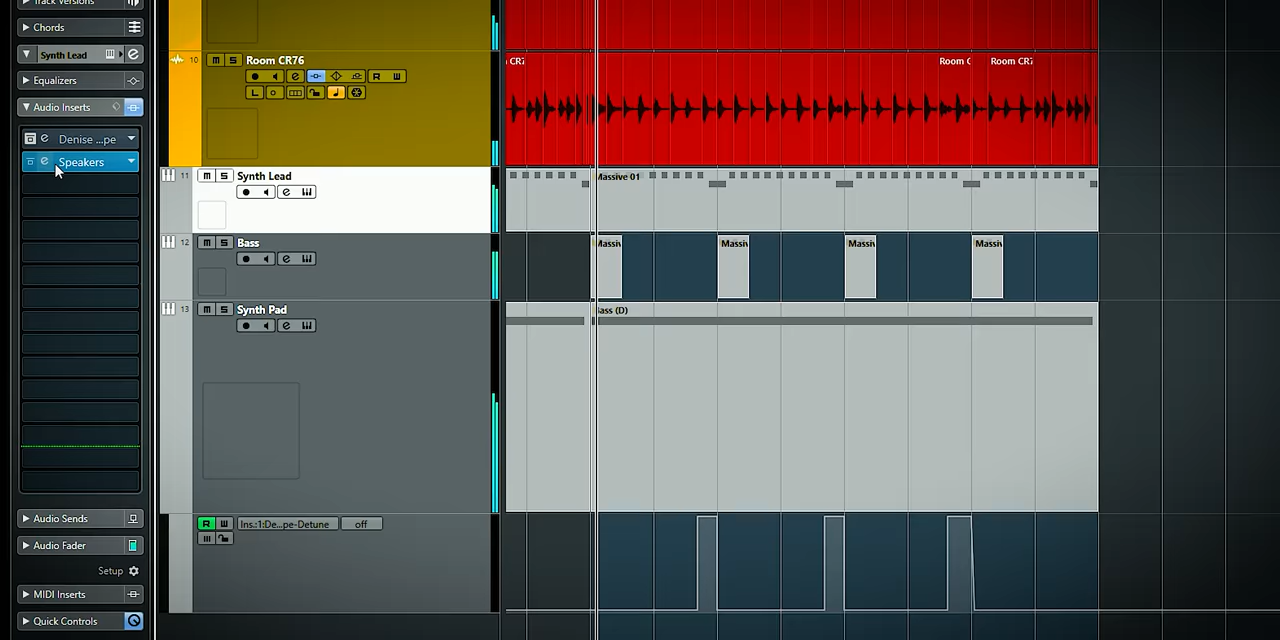 Track Versions
Chords
Synth Lead
Equalizers
Audio Inserts
Denise ...pe
Speakers
Audio Sends
Audio Fader
Setup
MIDI Inserts
Quick Controls
10
m S
Room CR76
R W
L
11
m S
Synth Lead
12
m S
Bass
13
m S
Synth Pad
R W
Ins.:1:De...pe-Detune
off
CR7
Room C
Room CR7
Massive 01
Massiv
Massiv
Massiv
Massiv
Bass (D)